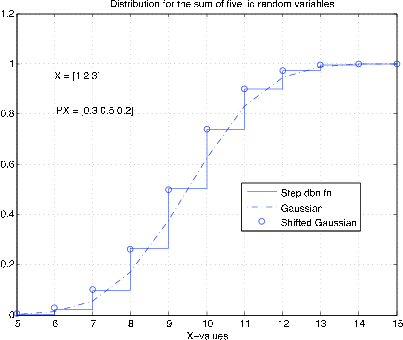 Distribution for the sum of five iid random variables
1.2
X = [1 2 3]
1
PX = [0.3 0.5 0.2]
0.8
0.6
0.4
Step dbn fn
Gaussian
Shifted Gaussian
0.2
0
5 6 7 8 9 10 11 12 13 14 15
X-values